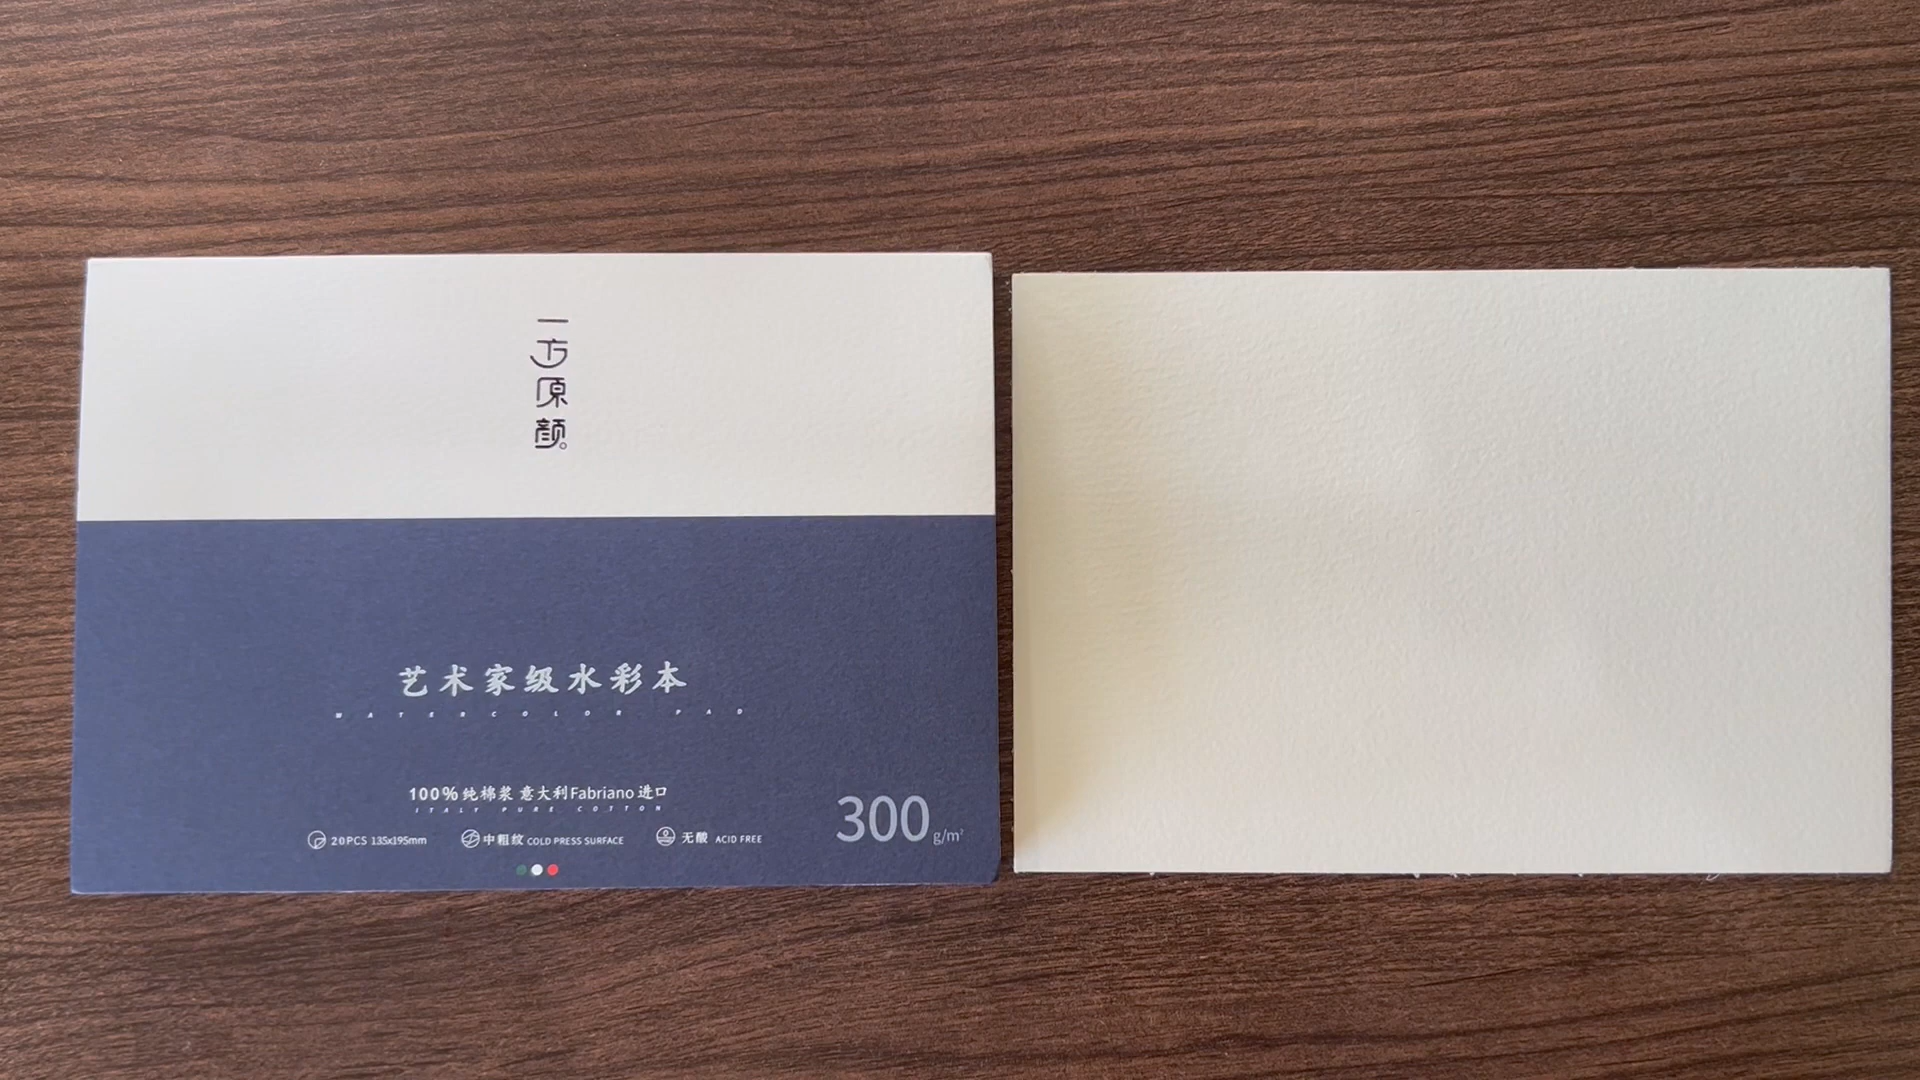 一方原颜
艺术家级水彩本
WATERCOLOR PAD
100%纯棉浆 意大利Fabriano 进口
ITALY PURE COTTON
20PCS 135x195mm 中粗纹 COLD PRESS SURFACE 无酸 ACID FREE
300g/m²